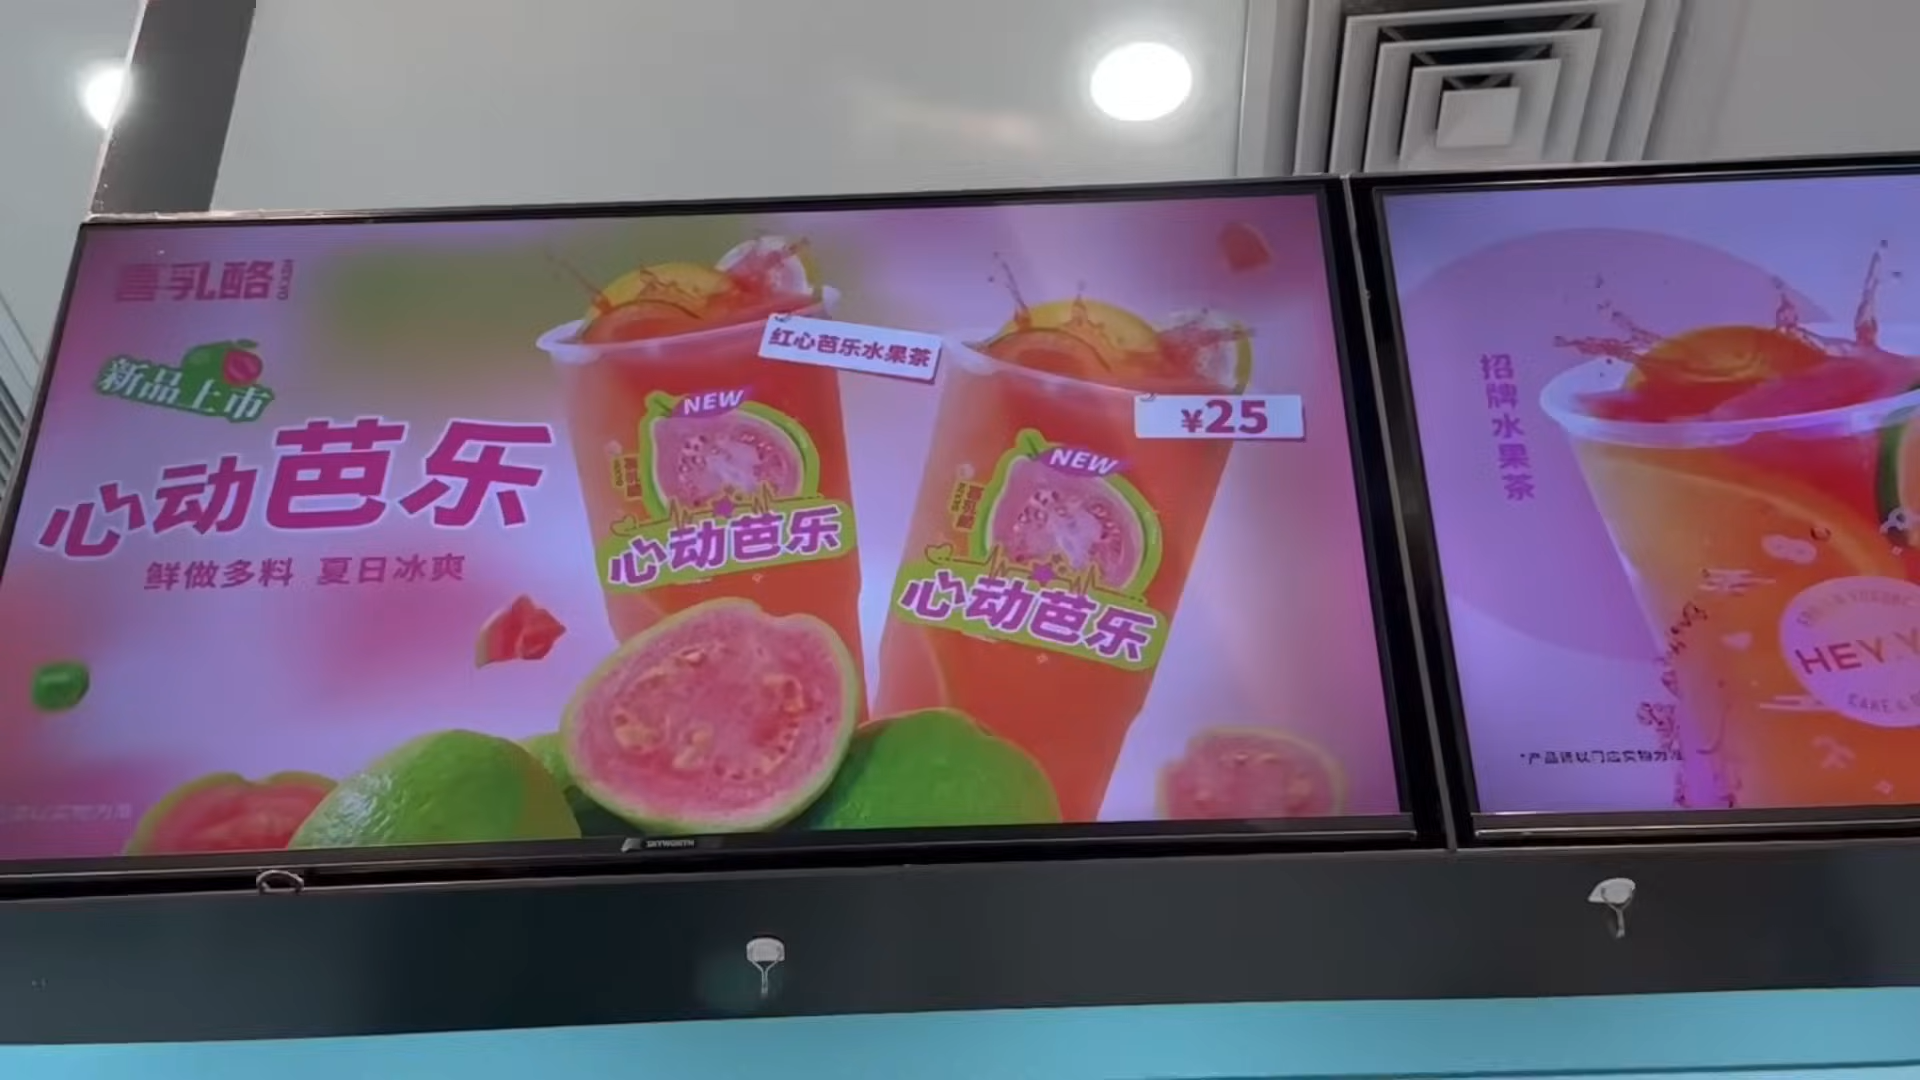 喜乳酪
新品上市
心动芭乐
鲜做多料 夏日冰爽
红心芭乐水果茶
¥25
NEW
心动芭乐
NEW
心动芭乐
SKYWORTH
招牌水果茶
HEY
CAKE &